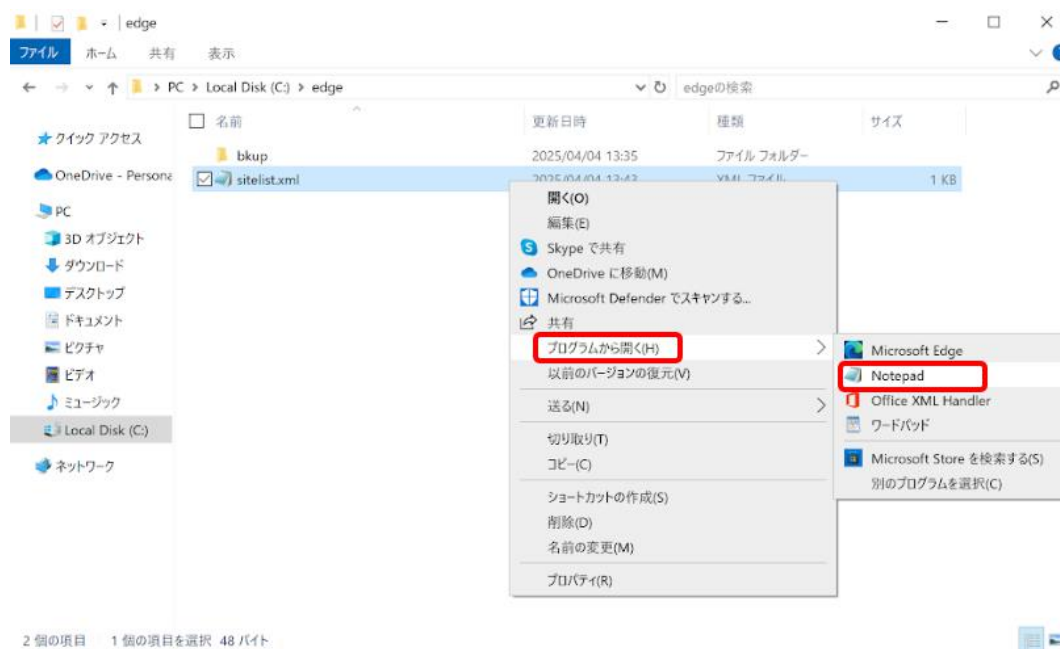 edge
ファイル ホーム 共有 表示
PC > Local Disk (C:) > edge
edgeの検索
名前 更新日時 種類 サイズ
bkup 2025/04/04 13:35 ファイル フォルダー
sitelist.xml 2025/04/04 13:43 XML ファイル 1 KB
クイック アクセス
OneDrive - Persona
PC
3D オブジェクト
ダウンロード
デスクトップ
ドキュメント
ピクチャ
ビデオ
ミュージック
Local Disk (C:)
ネットワーク
開く(O)
編集(E)
Skype で共有
OneDrive に移動(M)
Microsoft Defender でスキャンする...
共有
プログラムから開く(H)
以前のバージョンの復元(V)
送る(N)
切り取り(T)
コピー(C)
ショートカットの作成(S)
削除(D)
名前の変更(M)
プロパティ(R)
Microsoft Edge
Notepad
Office XML Handler
ワードパッド
Microsoft Store を検索する(S)
別のプログラムを選択(C)
2 個の項目 1 個の項目を選択 48 バイト